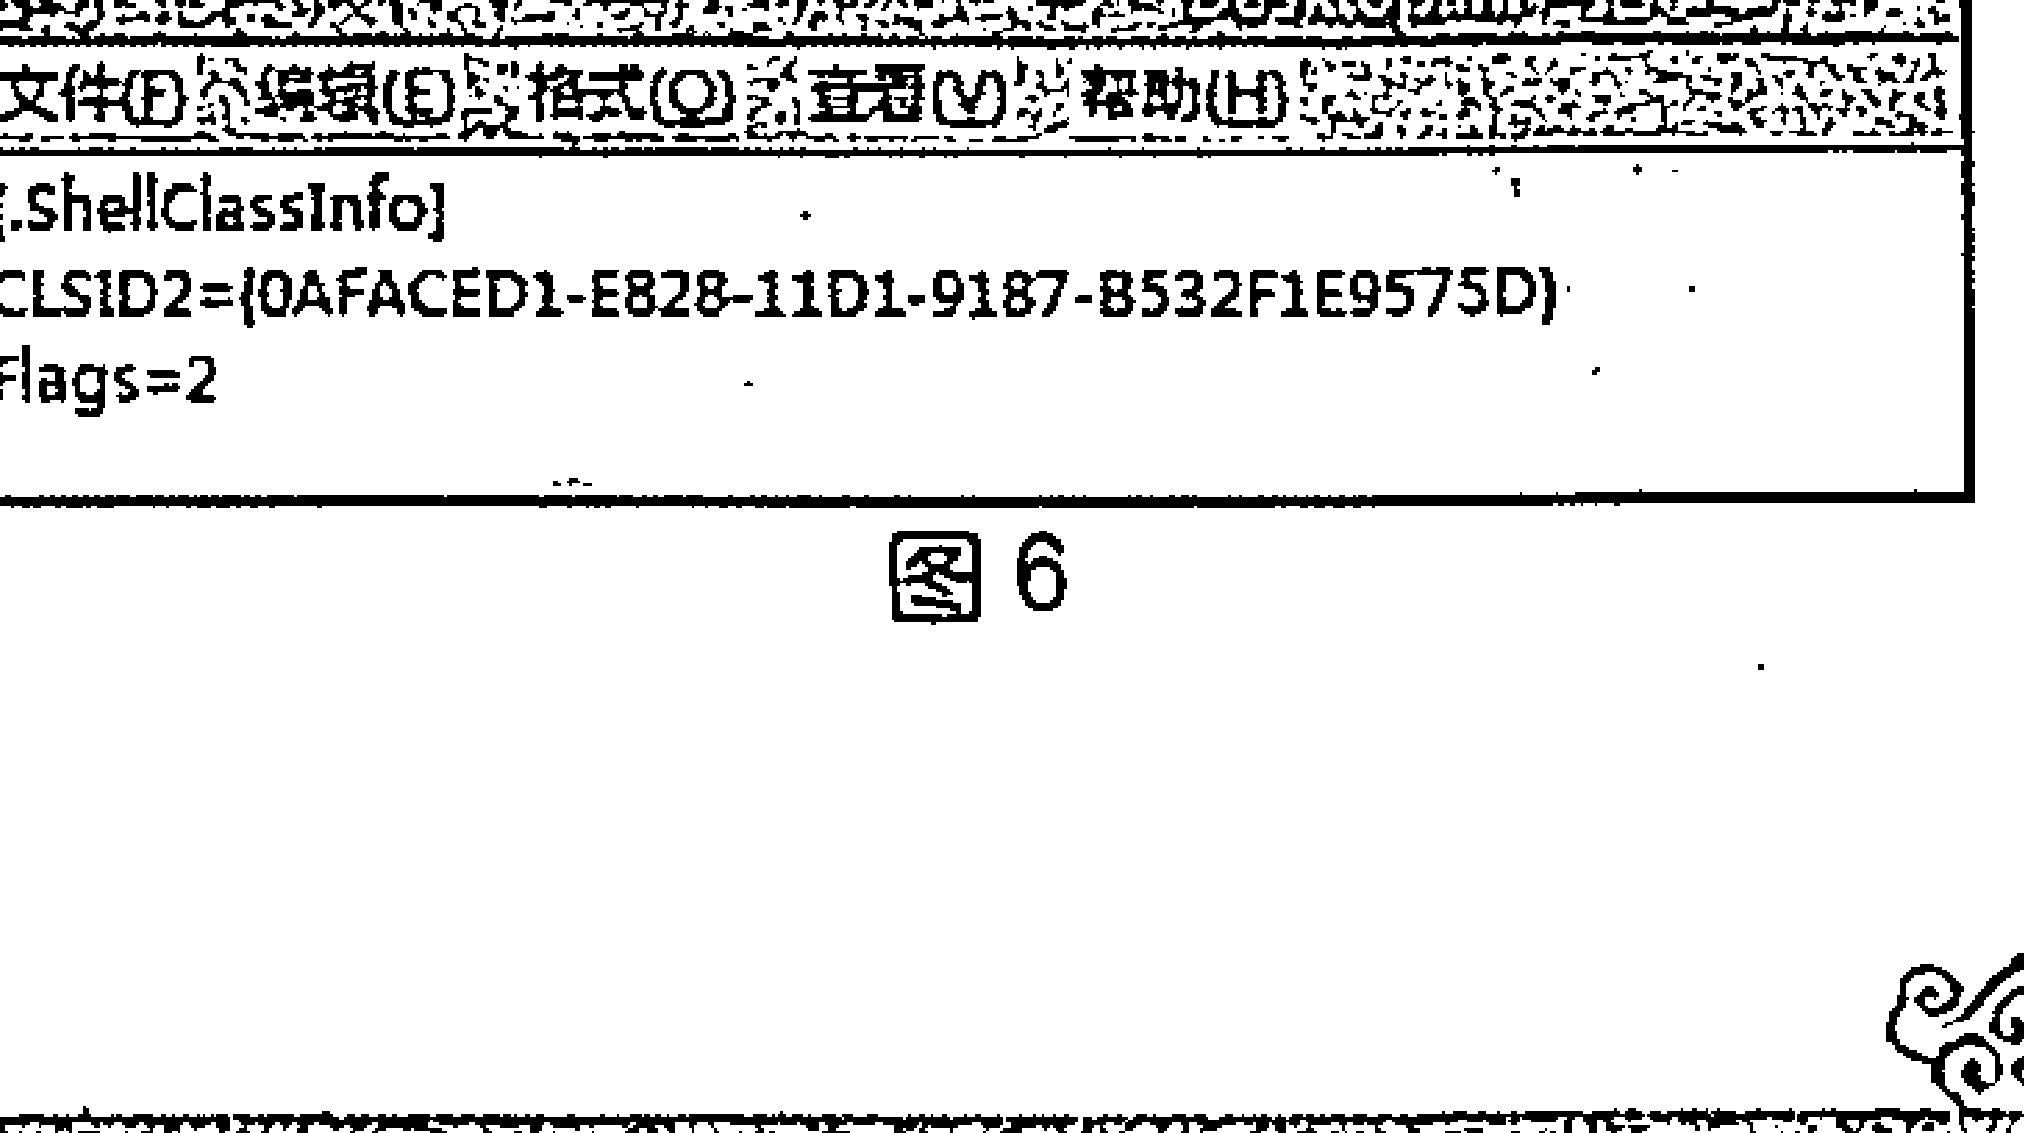 文件(F) 编辑(E) 格式(O) 查看(V) 帮助(H)
[.ShellClassInfo]
CLSID2={0AFACED1-E828-11D1-9187-B532F1E9575D}
Flags=2
图 6